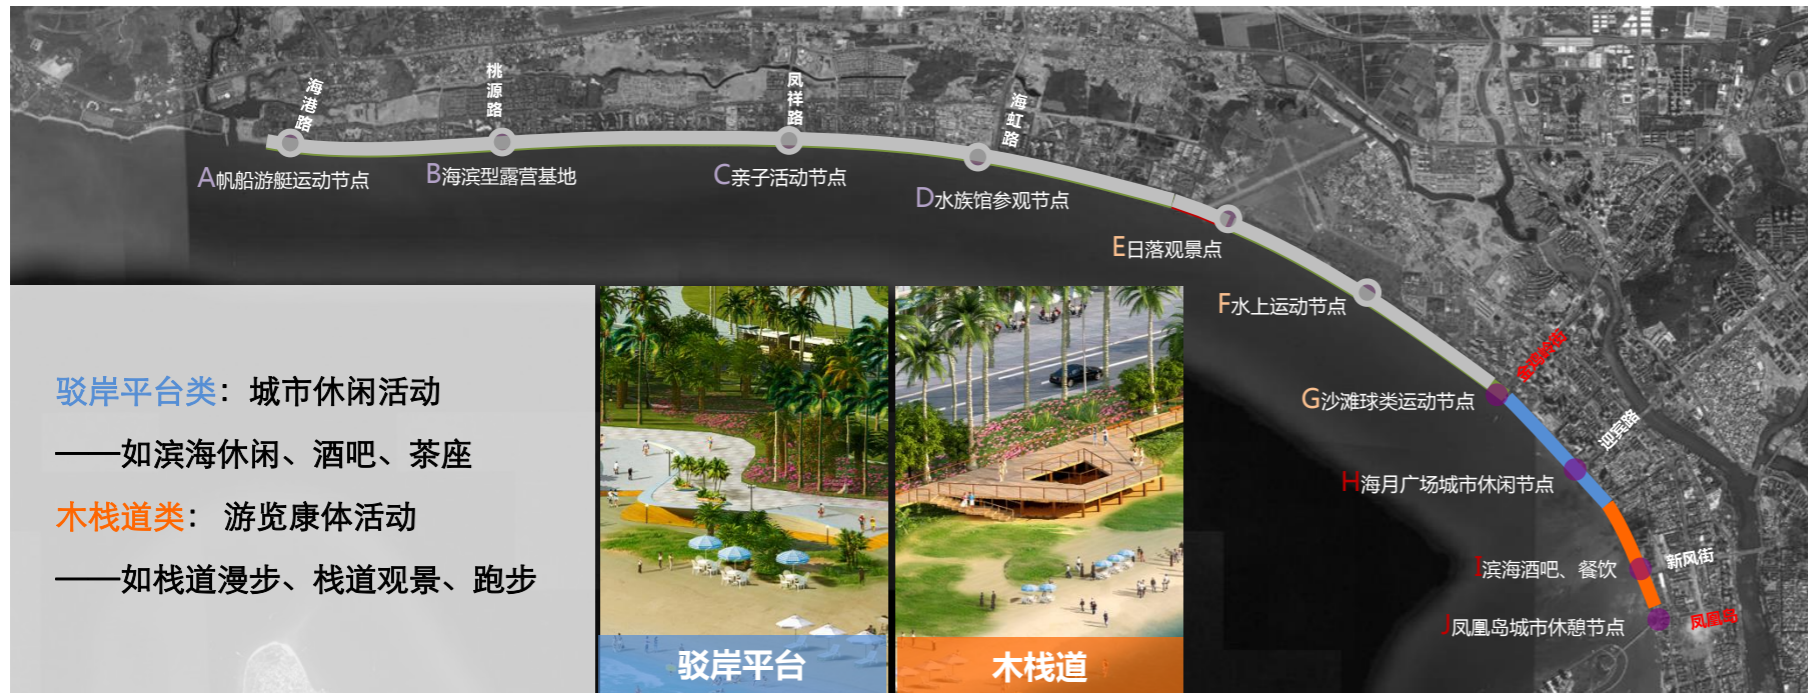 海港路
桃源路
凤祥路
海虹路
A帆船游艇运动节点
B海滨型露营基地
C亲子活动节点
D水族馆参观节点
E日落观景点
F水上运动节点
金鸡岭街
G沙滩球类运动节点
迎宾路
H海月广场城市休闲节点
I滨海酒吧、餐饮
新风街
J凤凰岛城市休憩节点
凤凰岛
驳岸平台类：城市休闲活动
——如滨海休闲、酒吧、茶座
木栈道类： 游览康体活动
——如栈道漫步、栈道观景、跑步
驳岸平台
木栈道